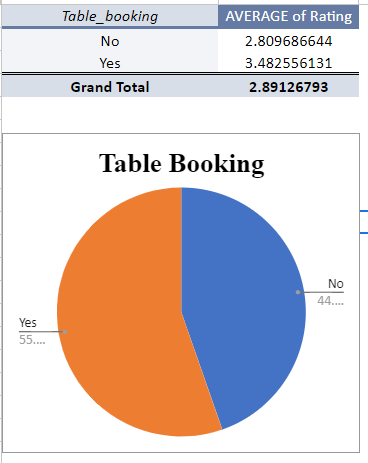 Table_booking AVERAGE of Rating
No 2.809686644
Yes 3.482556131
Grand Total 2.89126793
Table Booking
No
44....
Yes
55....